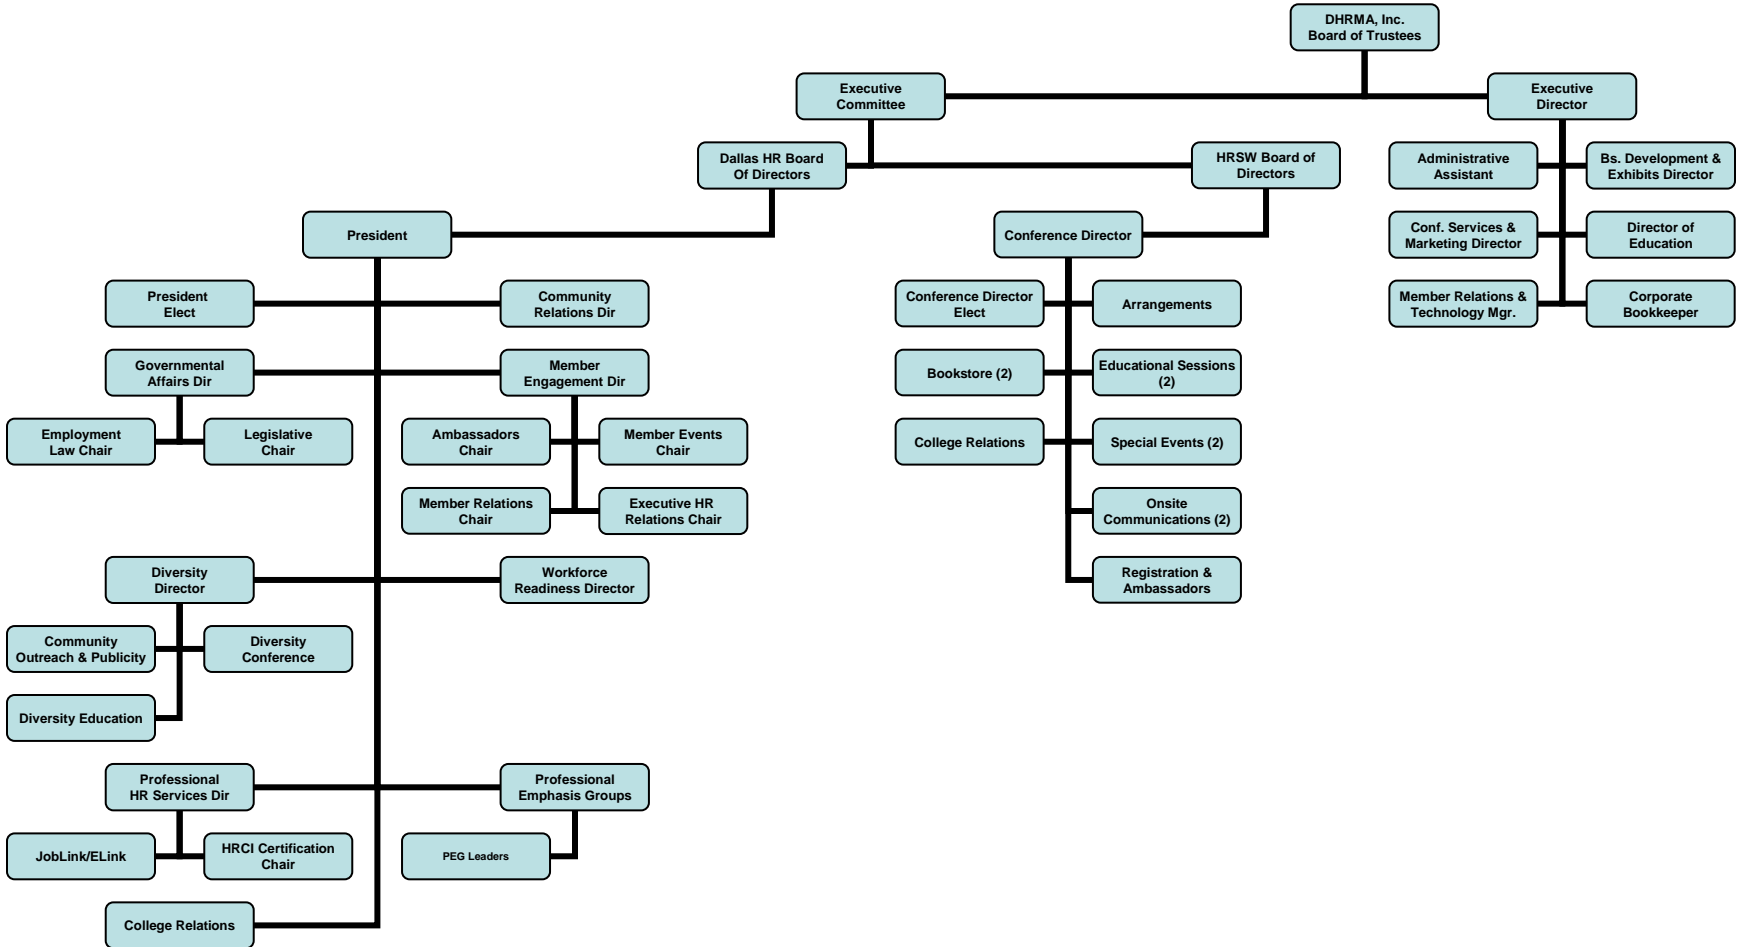 DHRMA, Inc.
Board of Trustees
Executive
Committee
Executive
Director
Dallas HR Board
Of Directors
HRSW Board of
Directors
Administrative
Assistant
Bs. Development &
Exhibits Director
President
Conference Director
Conf. Services &
Marketing Director
Director of
Education
President
Elect
Community
Relations Dir
Conference Director
Elect
Arrangements
Member Relations &
Technology Mgr.
Corporate
Bookkeeper
Governmental
Affairs Dir
Member
Engagement Dir
Bookstore (2)
Educational Sessions
(2)
Employment
Law Chair
Legislative
Chair
Ambassadors
Chair
Member Events
Chair
College Relations
Special Events (2)
Member Relations
Chair
Executive HR
Relations Chair
Onsite
Communications (2)
Diversity
Director
Workforce
Readiness Director
Registration &
Ambassadors
Community
Outreach & Publicity
Diversity
Conference
Diversity Education
Professional
HR Services Dir
Professional
Emphasis Groups
JobLink/ELink
HRCI Certification
Chair
PEG Leaders
College Relations